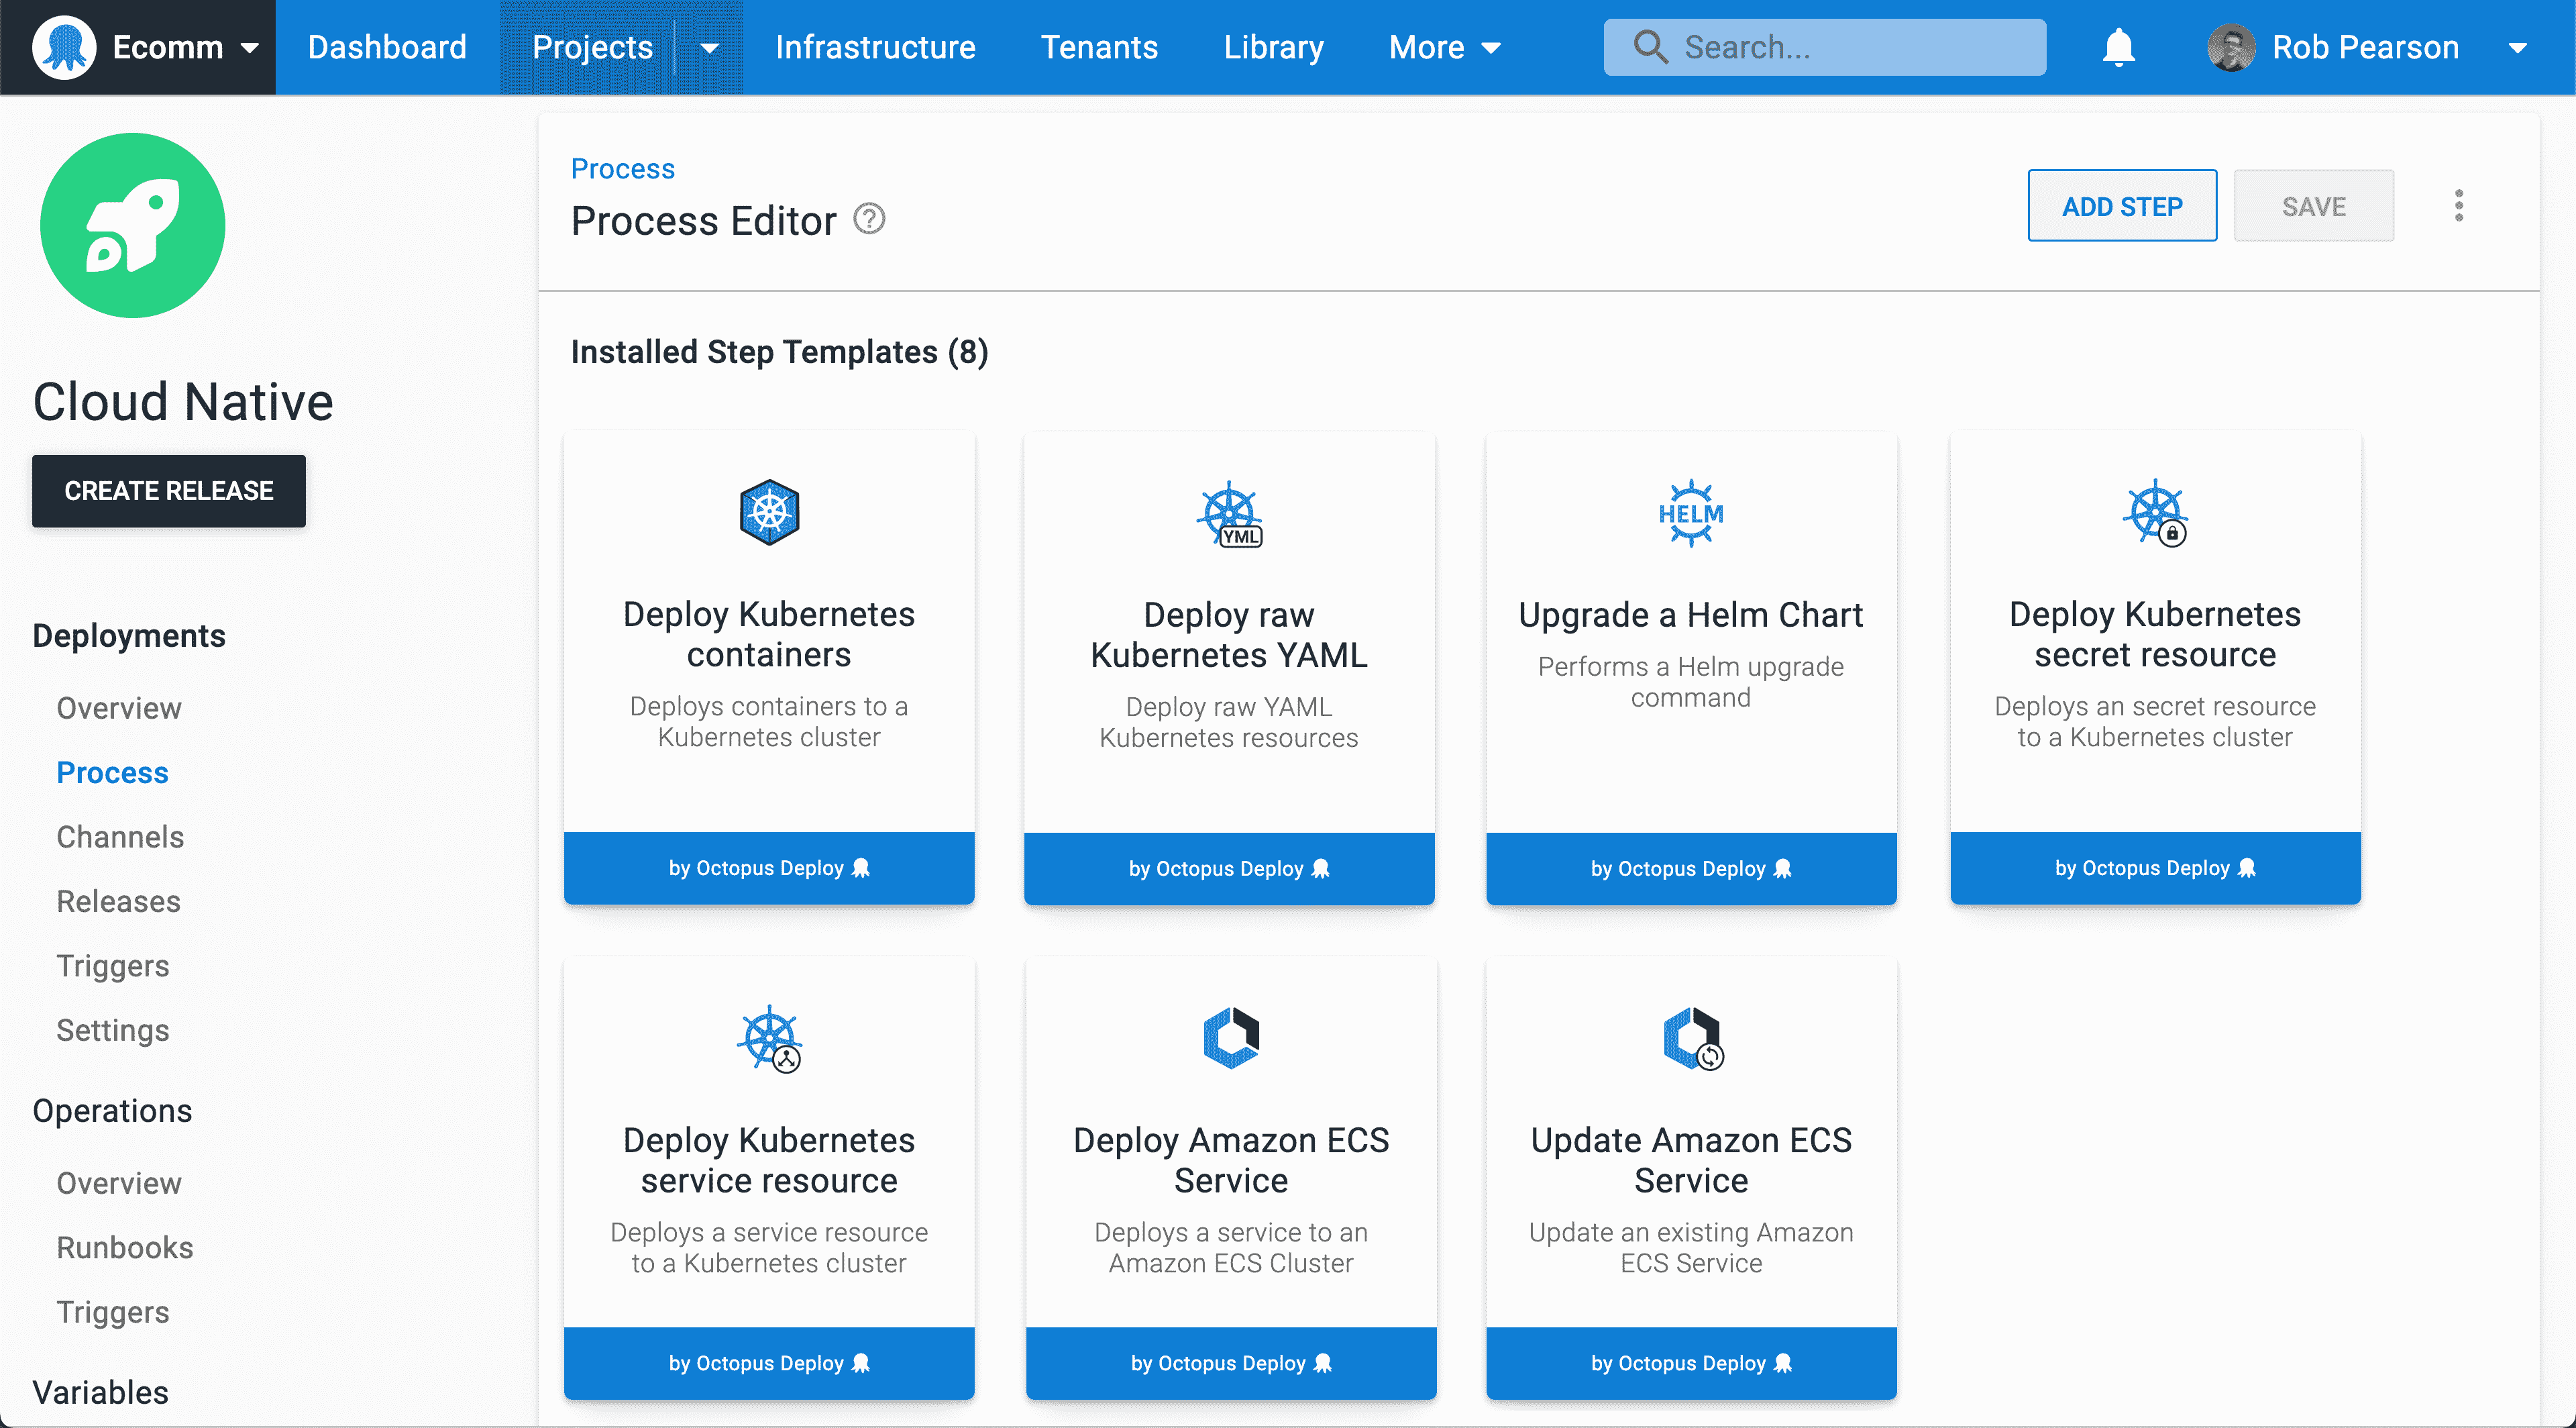 Ecomm
Dashboard
Projects
Infrastructure
Tenants
Library
More
Search...
Rob Pearson
Cloud Native
CREATE RELEASE
Deployments
Overview
Process
Channels
Releases
Triggers
Settings
Operations
Overview
Runbooks
Triggers
Variables
Process
Process Editor ?
ADD STEP
SAVE
Installed Step Templates (8)
Deploy Kubernetes
containers
Deploys containers to a
Kubernetes cluster
by Octopus Deploy
YML
Deploy raw
Kubernetes YAML
Deploy raw YAML
Kubernetes resources
by Octopus Deploy
HELM
Upgrade a Helm Chart
Performs a Helm upgrade
command
by Octopus Deploy
Deploy Kubernetes
secret resource
Deploys an secret resource
to a Kubernetes cluster
by Octopus Deploy
Deploy Kubernetes
service resource
Deploys a service resource
to a Kubernetes cluster
by Octopus Deploy
Deploy Amazon ECS
Service
Deploys a service to an
Amazon ECS Cluster
by Octopus Deploy
Update Amazon ECS
Service
Update an existing Amazon
ECS Service
by Octopus Deploy